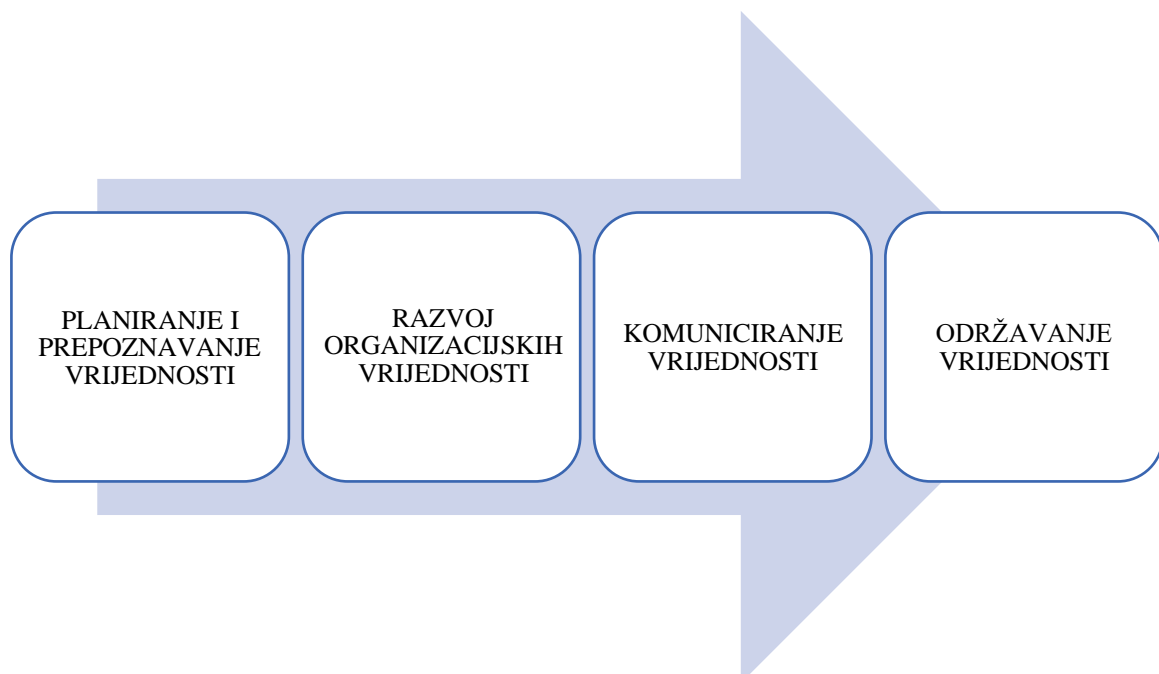 PLANIRANJE I
PREPOZNAVANJE
VRIJEDNOSTI
RAZVOJ
ORGANIZACIJSKIH
VRIJEDNOSTI
KOMUNICIRANJE
VRIJEDNOSTI
ODRŽAVANJE
VRIJEDNOSTI